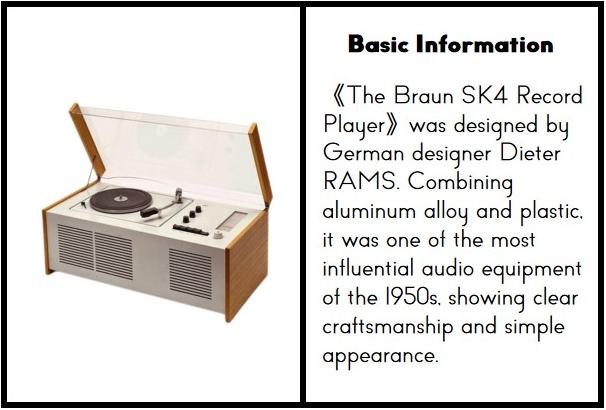 Basic Information
《The Braun SK4 Record
Player》 was designed by
German designer Dieter
RAMS. Combining
aluminum alloy and plastic,
it was one of the most
influential audio equipment
of the 1950s, showing clear
craftsmanship and simple
appearance.